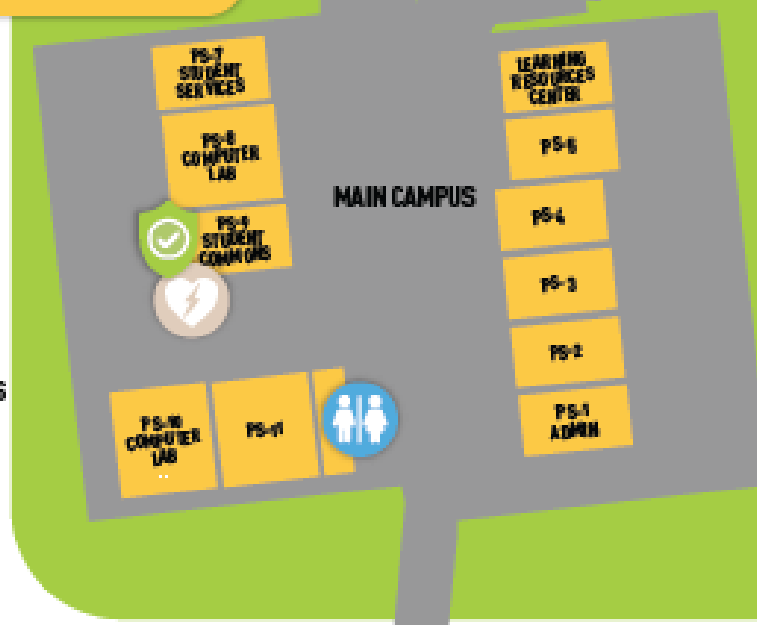 PS-7
STUDENT
SERVICES
PS-8
COMPUTER
LAB
PS-9
STUDENT
COMMONS
MAIN CAMPUS
LEARNING
RESOURCES
CENTER
PS-5
PS-4
PS-3
PS-2
PS-1
ADMIN
PS-10
COMPUTER
LAB
PS-11
S